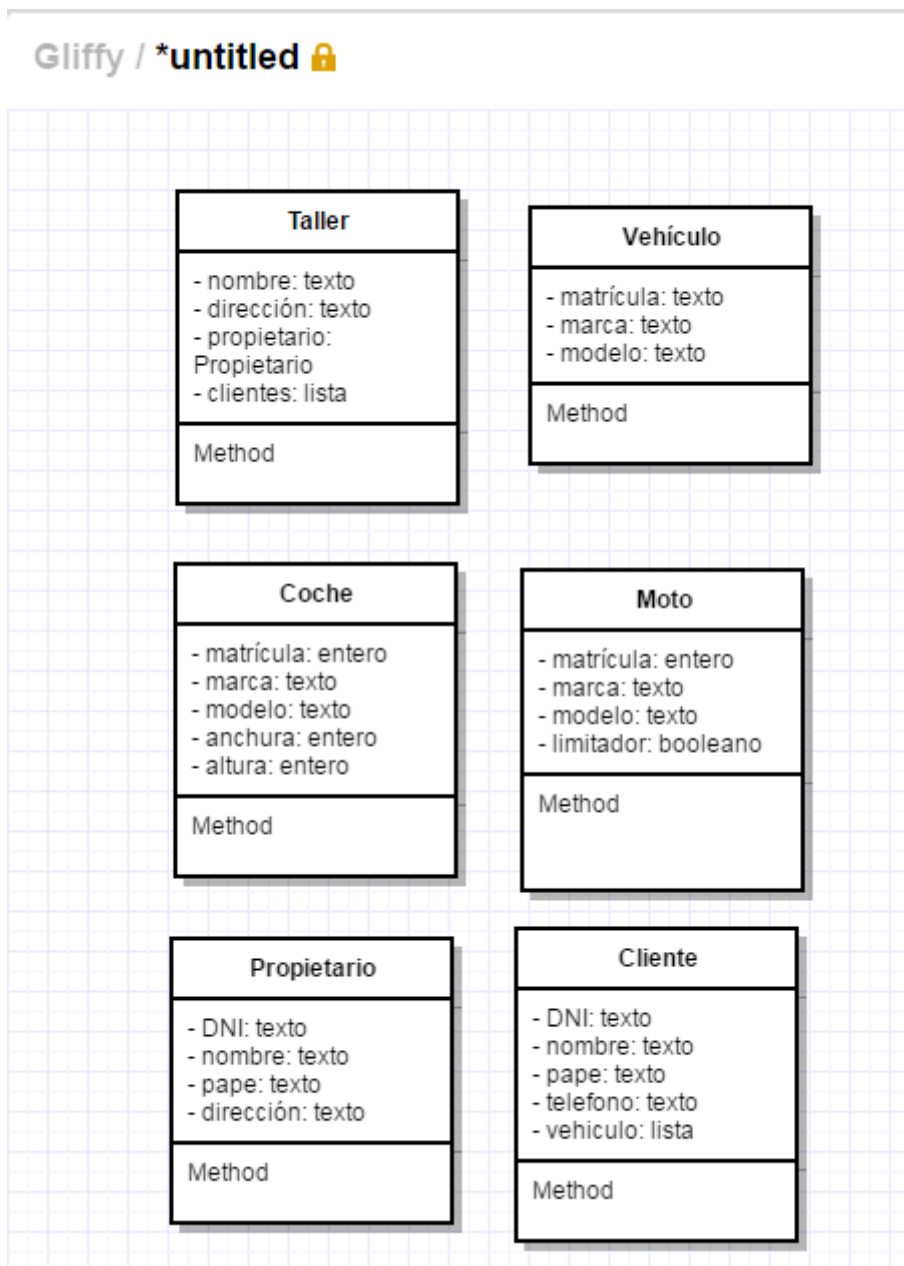 Gliffy / *untitled
Taller
- nombre: texto
- dirección: texto
- propietario:
Propietario
- clientes: lista
Method
Vehículo
- matrícula: texto
- marca: texto
- modelo: texto
Method
Coche
- matrícula: entero
- marca: texto
- modelo: texto
- anchura: entero
- altura: entero
Method
Moto
- matrícula: entero
- marca: texto
- modelo: texto
- limitador: booleano
Method
Propietario
- DNI: texto
- nombre: texto
- pape: texto
- dirección: texto
Method
Cliente
- DNI: texto
- nombre: texto
- pape: texto
- telefono: texto
- vehiculo: lista
Method